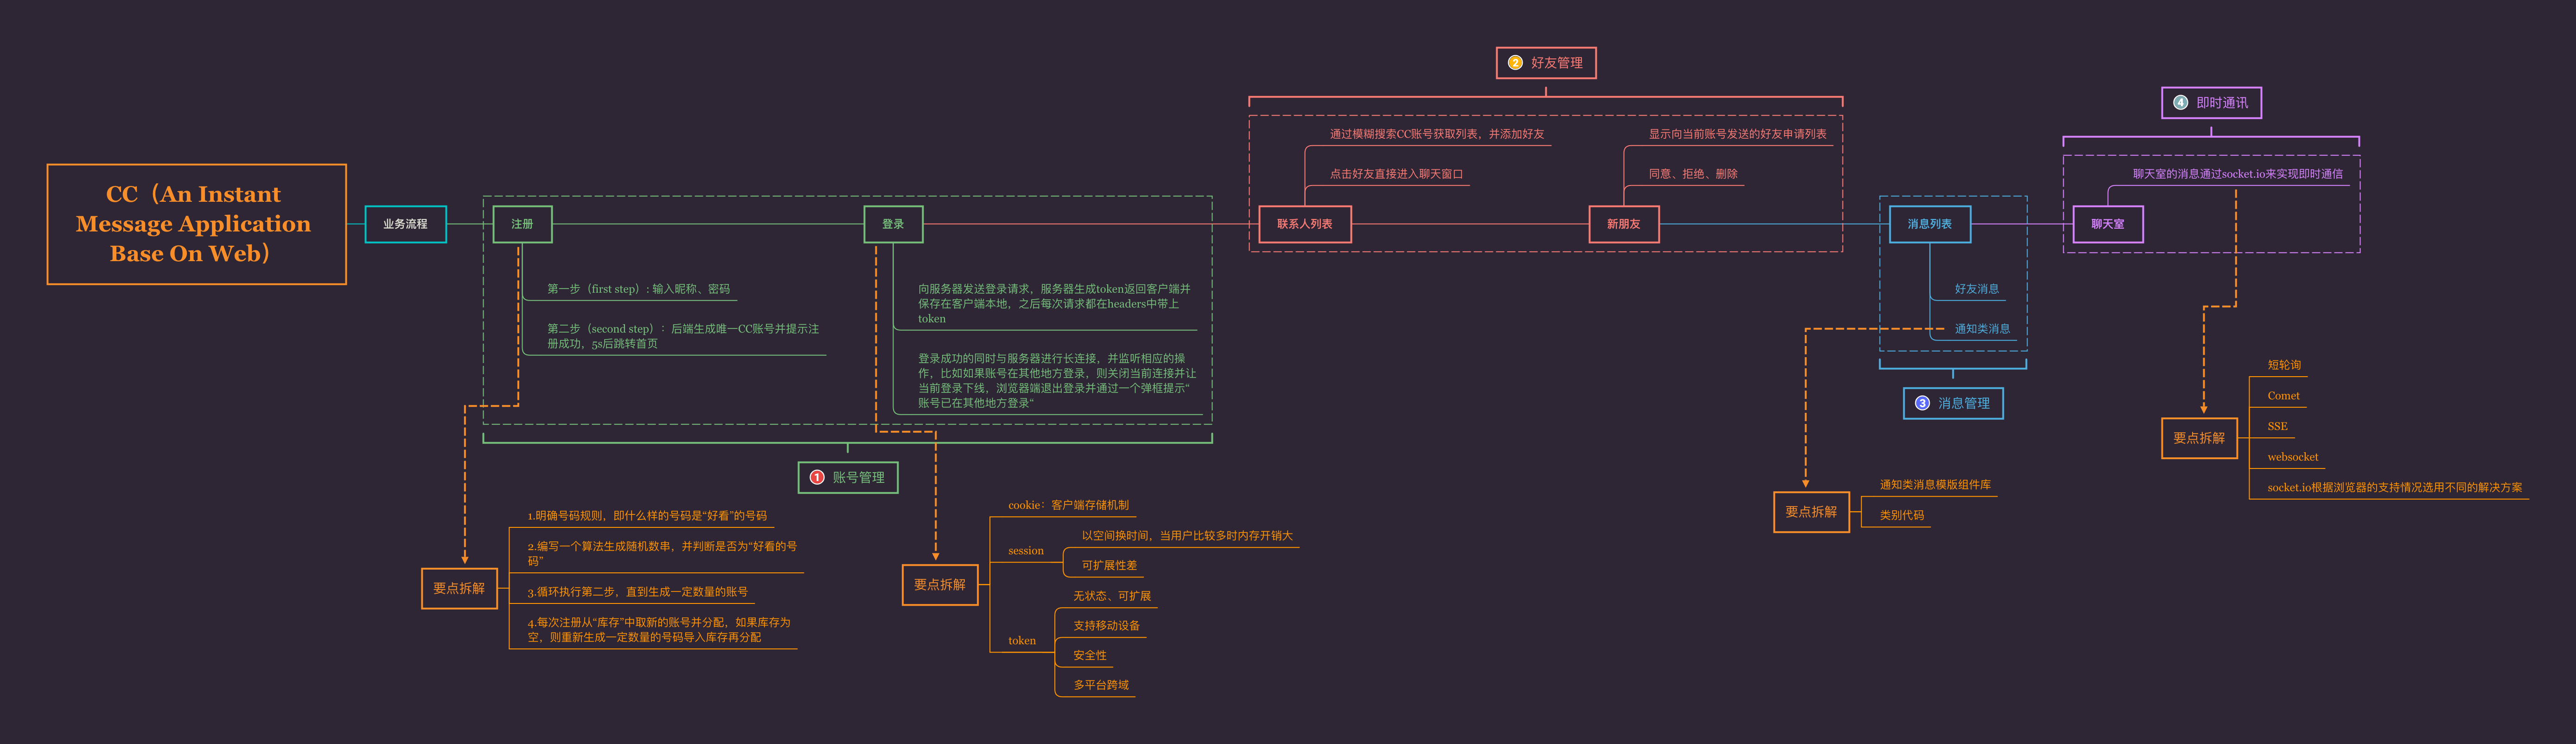 CC（An Instant
Message Application
Base On Web）
业务流程
注册
第一步（first step）: 输入昵称、密码
第二步（second step）：后端生成唯一CC账号并提示注
册成功，5s后跳转首页
登录
向服务器发送登录请求，服务器生成token返回客户端并
保存在客户端本地，之后每次请求都在headers中带上
token
登录成功的同时与服务器进行长连接，并监听相应的操
作，比如如果账号在其他地方登录，则关闭当前连接并让
当前登录下线，浏览器端退出登录并通过一个弹框提示“
账号已在其他地方登录“
1 账号管理
要点拆解
1.明确号码规则，即什么样的号码是“好看”的号码
2.编写一个算法生成随机数串，并判断是否为“好看的号
码”
3.循环执行第二步，直到生成一定数量的账号
4.每次注册从“库存”中取新的账号并分配，如果库存为
空，则重新生成一定数量的号码导入库存再分配
要点拆解
cookie：客户端存储机制
session
以空间换时间，当用户比较多时内存开销大
可扩展性差
token
无状态、可扩展
支持移动设备
安全性
多平台跨域
2 好友管理
联系人列表
通过模糊搜索CC账号获取列表，并添加好友
点击好友直接进入聊天窗口
新朋友
显示向当前账号发送的好友申请列表
同意、拒绝、删除
消息列表
好友消息
通知类消息
3 消息管理
要点拆解
通知类消息模版组件库
类别代码
4 即时通讯
聊天室的消息通过socket.io来实现即时通信
聊天室
要点拆解
短轮询
Comet
SSE
websocket
socket.io根据浏览器的支持情况选用不同的解决方案